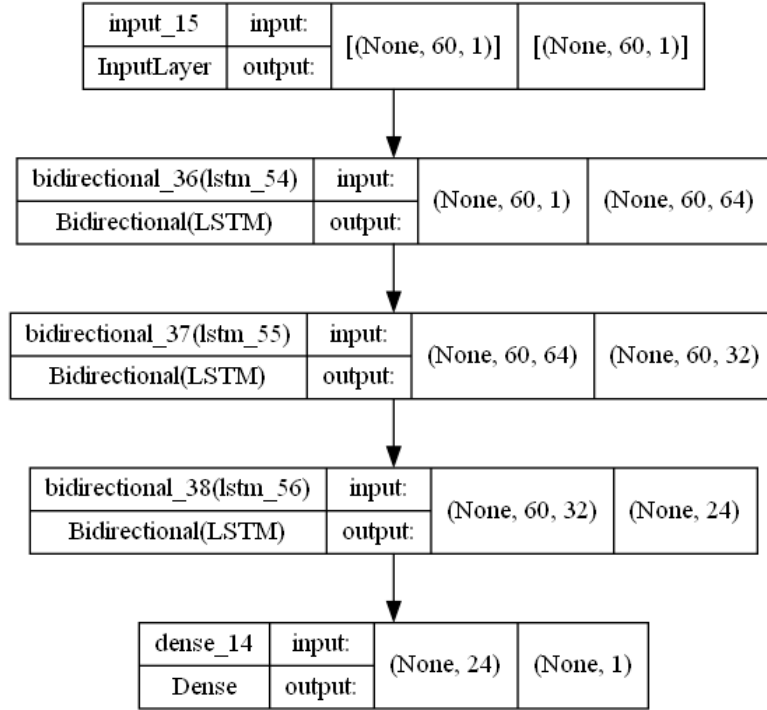 input_15 input: [(None, 60, 1)] [(None, 60, 1)]
InputLayer output:
bidirectional_36(lstm_54) input: (None, 60, 1) (None, 60, 64)
Bidirectional(LSTM) output:
bidirectional_37(lstm_55) input: (None, 60, 64) (None, 60, 32)
Bidirectional(LSTM) output:
bidirectional_38(lstm_56) input: (None, 60, 32) (None, 24)
Bidirectional(LSTM) output:
dense_14 input: (None, 24) (None, 1)
Dense output: